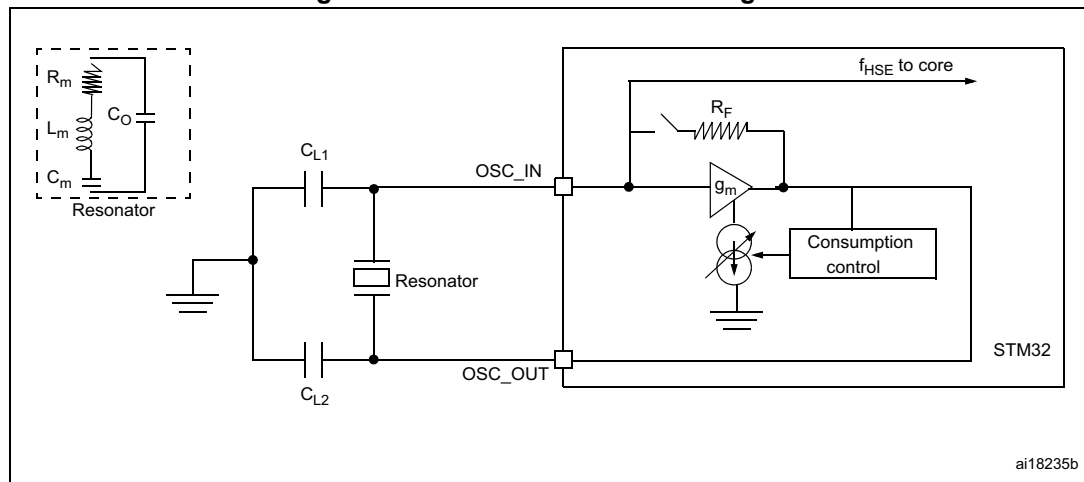 f_HSE to core
R_m
R_F
L_m
C_O
C_m
C_L1
OSC_IN
g_m
Resonator
Consumption
control
Resonator
STM32
OSC_OUT
C_L2
ai18235b